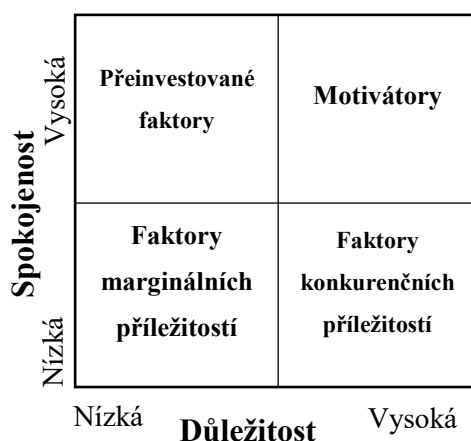 Spokojenost
Vysoká
Nízká
Přeinvestované
faktory
Motivátory
Faktory
marginálních
příležitostí
Faktory
konkurenčních
příležitostí
Nízká
Důležitost
Vysoká